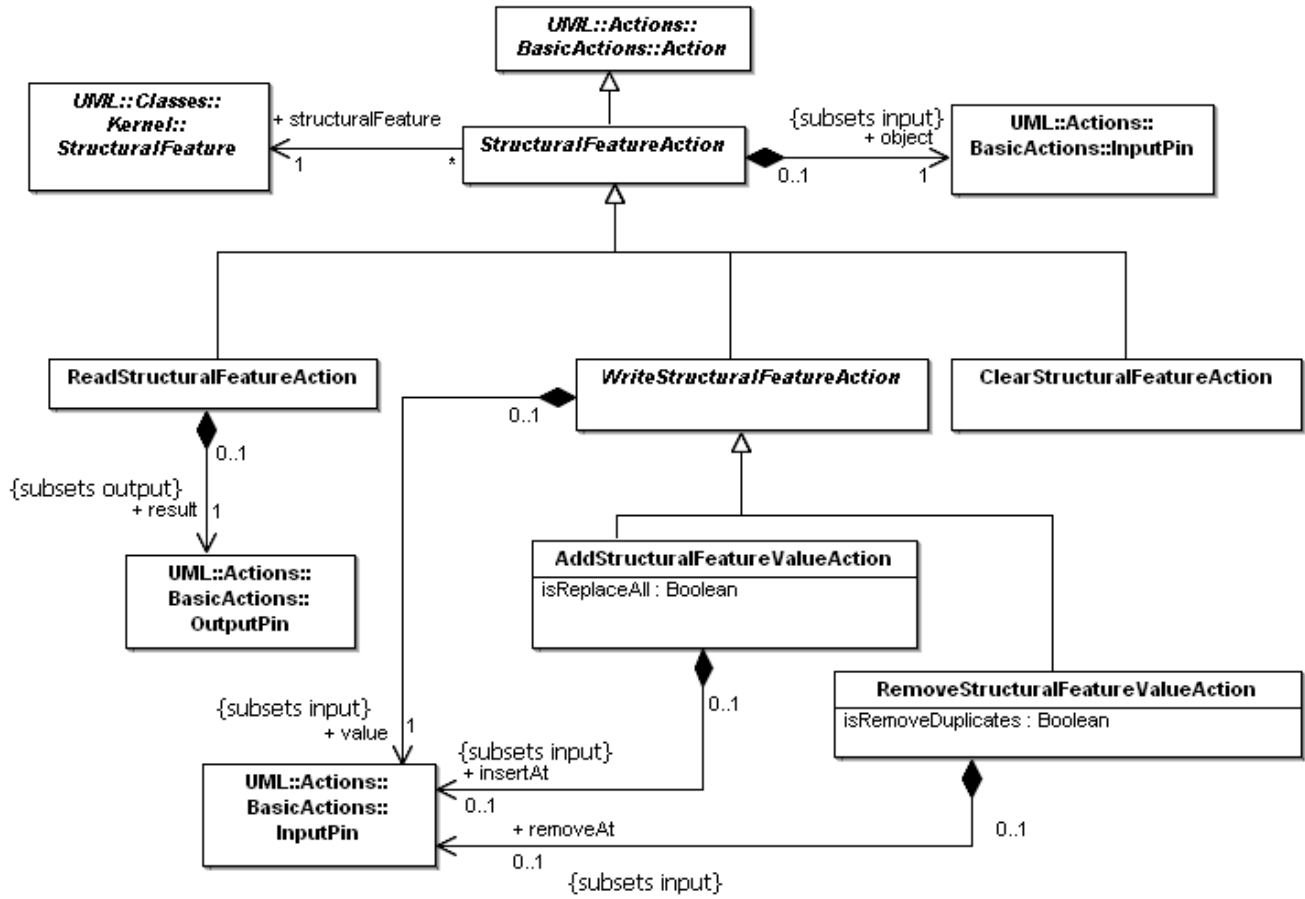 UML::Actions::
BasicActions::Action
UML::Classes::
Kernel::
StructuralFeature
+ structuralFeature
1
*
StructuralFeatureAction
{subsets input}
+ object
0..1
1
UML::Actions::
BasicActions::InputPin
ReadStructuralFeatureAction
WriteStructuralFeatureAction
ClearStructuralFeatureAction
0..1
0..1
{subsets output}
+ result
1
UML::Actions::
BasicActions::
OutputPin
AddStructuralFeatureValueAction
isReplaceAll : Boolean
RemoveStructuralFeatureValueAction
isRemoveDuplicates : Boolean
0..1
{subsets input}
+ value
1
{subsets input}
+ insertAt
0..1
UML::Actions::
BasicActions::
InputPin
+ removeAt
0..1
0..1
{subsets input}